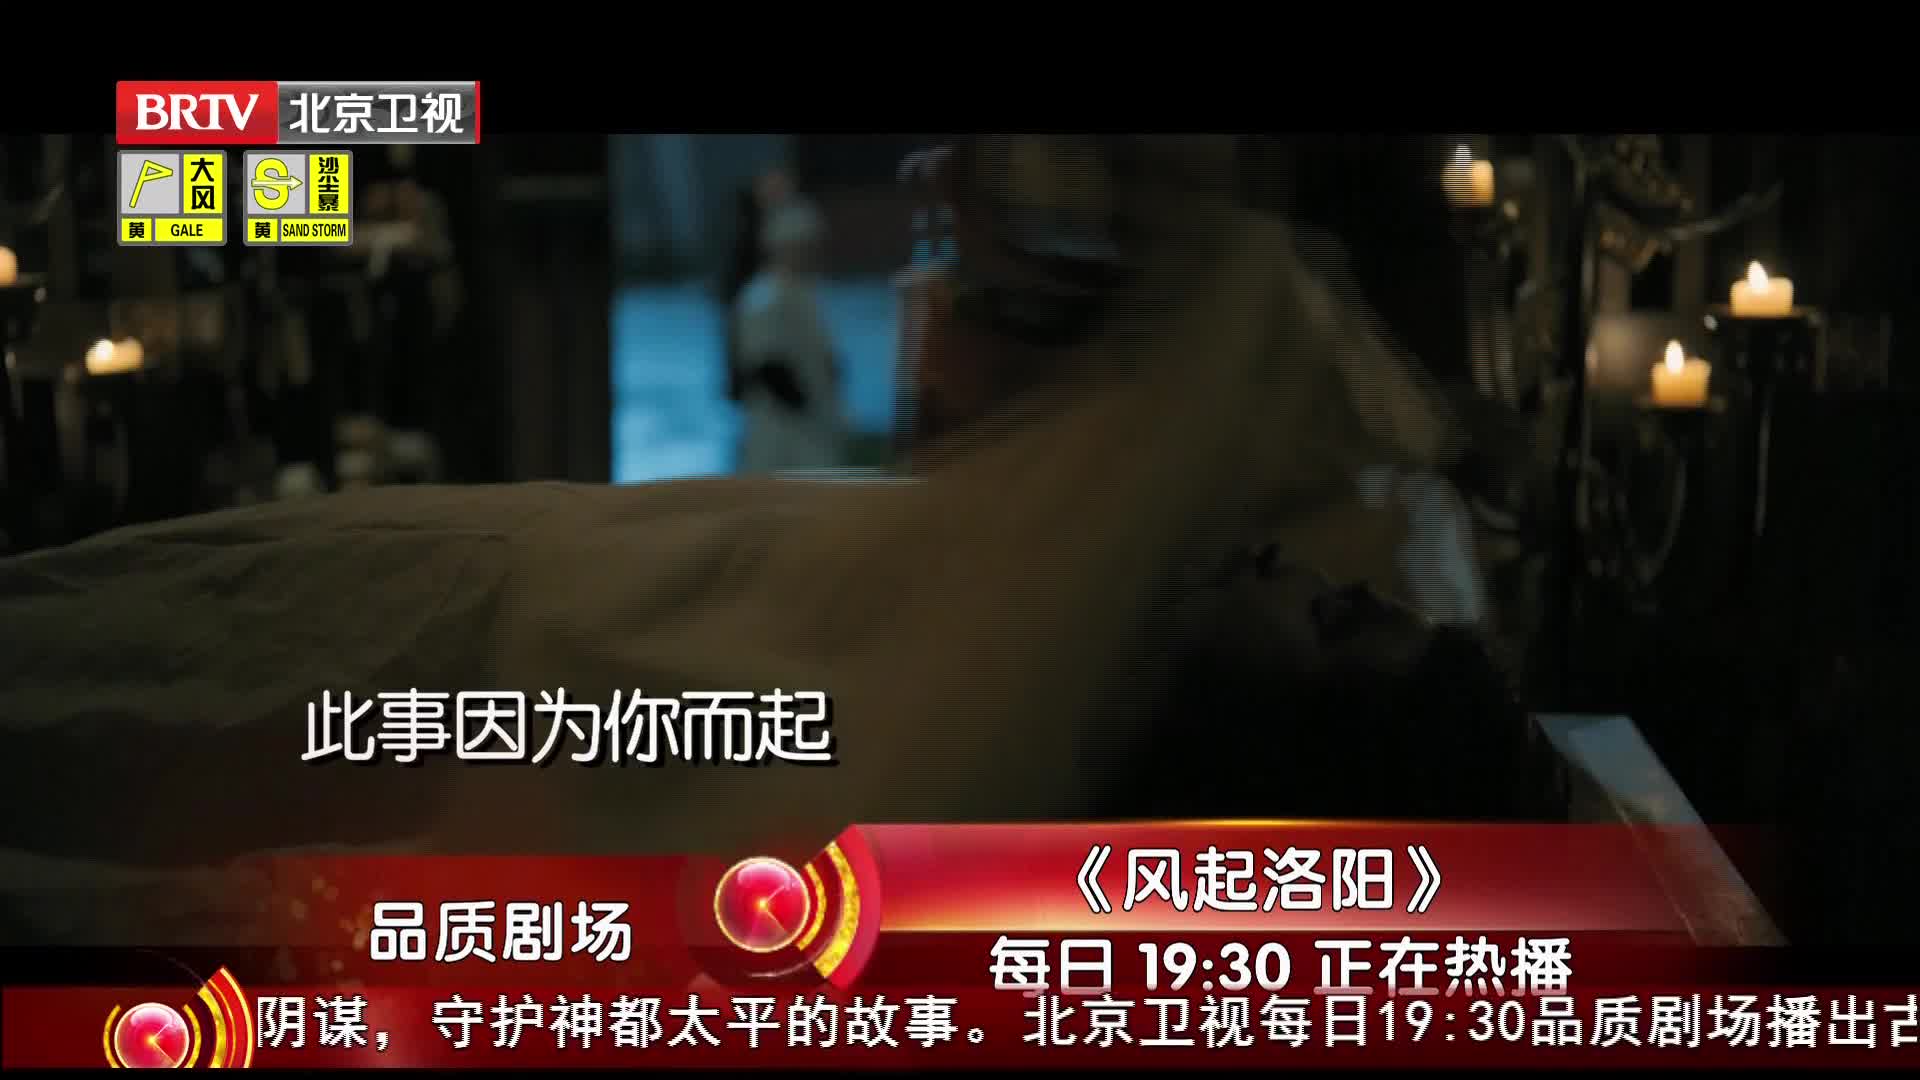 BRTV 北京卫视
大风
黄 GALE
沙尘暴
黄 SAND STORM
此事因为你而起
品质剧场
《风起洛阳》
每日 19:30 正在热播
阴谋，守护神都太平的故事。北京卫视每日19:30品质剧场播出古